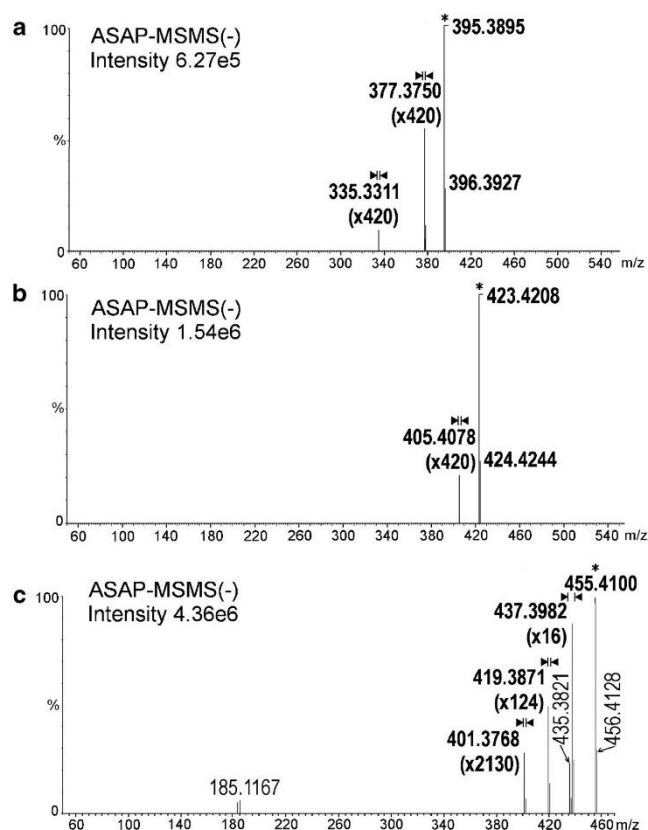 a
ASAP-MSMS(-)
Intensity 6.27e5
100
%
0
* 395.3895
377.3750
(x420)
335.3311
(x420)
396.3927
60 100 140 180 220 260 300 340 380 420 460 500 540 m/z
b
ASAP-MSMS(-)
Intensity 1.54e6
100
%
0
* 423.4208
405.4078
(x420)
424.4244
60 100 140 180 220 260 300 340 380 420 460 500 540 m/z
c
ASAP-MSMS(-)
Intensity 4.36e6
100
%
0
*
455.4100
437.3982
(x16)
419.3871
(x124)
435.3821
456.4128
401.3768
(x2130)
185.1167
60 100 140 180 220 260 300 340 380 420 460 m/z